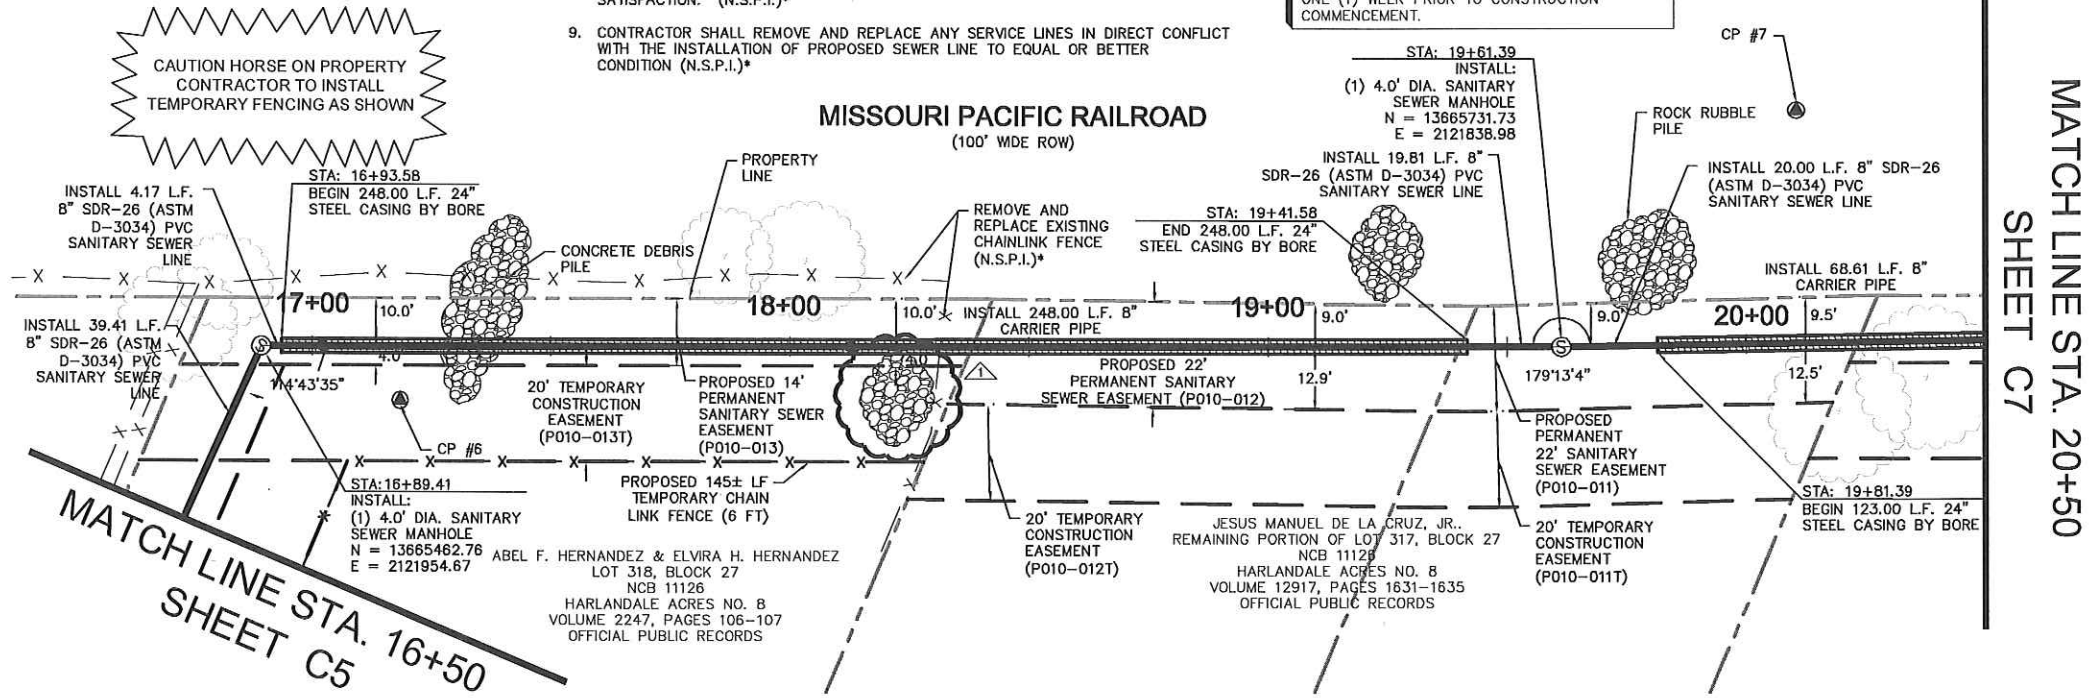 SATISFACTION. (N.S.P.I.)*
9. CONTRACTOR SHALL REMOVE AND REPLACE ANY SERVICE LINES IN DIRECT CONFLICT
WITH THE INSTALLATION OF PROPOSED SEWER LINE TO EQUAL OR BETTER
CONDITION (N.S.P.I.)*
ONE (1) WEEK PRIOR TO CONSTRUCTION
COMMENCEMENT.
CAUTION HORSE ON PROPERTY
CONTRACTOR TO INSTALL
TEMPORARY FENCING AS SHOWN
MISSOURI PACIFIC RAILROAD
(100' WIDE ROW)
CP #7
STA: 19+61.39
INSTALL:
(1) 4.0' DIA. SANITARY
SEWER MANHOLE
N = 13665731.73
E = 2121838.98
ROCK RUBBLE
PILE
INSTALL 4.17 L.F.
8" SDR-26 (ASTM
D-3034) PVC
SANITARY SEWER
LINE
STA: 16+93.58
BEGIN 248.00 L.F. 24"
STEEL CASING BY BORE
CONCRETE DEBRIS
PILE
PROPERTY
LINE
REMOVE AND
REPLACE EXISTING
CHAINLINK FENCE
(N.S.P.I.)*
INSTALL 19.81 L.F. 8"
SDR-26 (ASTM D-3034) PVC
SANITARY SEWER LINE
STA: 19+41.58
END 248.00 L.F. 24"
STEEL CASING BY BORE
INSTALL 20.00 L.F. 8" SDR-26
(ASTM D-3034) PVC
SANITARY SEWER LINE
INSTALL 68.61 L.F. 8"
CARRIER PIPE
17+00
10.0'
18+00
10.0'
INSTALL 248.00 L.F. 8"
CARRIER PIPE
19+00
9.0'
9.0'
20+00
9.5'
INSTALL 39.41 L.F.
8" SDR-26 (ASTM
D-3034) PVC
SANITARY SEWER
LINE
S
114°43'35"
4.0'
4.0'
1
S
179°13'4"
12.9'
12.5'
CP #6
20' TEMPORARY
CONSTRUCTION
EASEMENT
(P010-013T)
PROPOSED 14'
PERMANENT
SANITARY SEWER
EASEMENT
(P010-013)
PROPOSED 22'
PERMANENT SANITARY
SEWER EASEMENT (P010-012)
PROPOSED
PERMANENT
22' SANITARY
SEWER EASEMENT
(P010-011)
STA:16+89.41
INSTALL:
(1) 4.0' DIA. SANITARY
SEWER MANHOLE
N = 13665462.76
E = 2121954.67
PROPOSED 145± LF
TEMPORARY CHAIN
LINK FENCE (6 FT)
20' TEMPORARY
CONSTRUCTION
EASEMENT
(P010-012T)
20' TEMPORARY
CONSTRUCTION
EASEMENT
(P010-011T)
STA: 19+81.39
BEGIN 123.00 L.F. 24"
STEEL CASING BY BORE
ABEL F. HERNANDEZ & ELVIRA H. HERNANDEZ
LOT 318, BLOCK 27
NCB 11126
HARLANDALE ACRES NO. 8
VOLUME 2247, PAGES 106-107
OFFICIAL PUBLIC RECORDS
JESUS MANUEL DE LA CRUZ, JR..
REMAINING PORTION OF LOT 317, BLOCK 27
NCB 11126
HARLANDALE ACRES NO. 8
VOLUME 12917, PAGES 1631-1635
OFFICIAL PUBLIC RECORDS
MATCH LINE STA. 16+50
SHEET C5
MATCH LINE STA. 20+50
SHEET C7